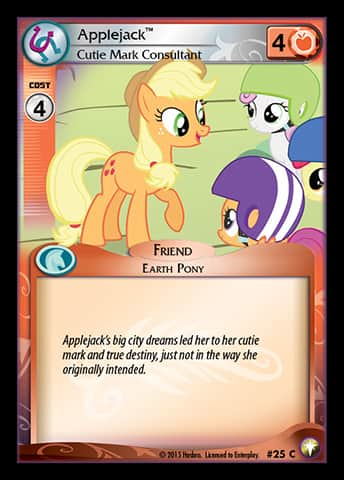 Applejack™
Cutie Mark Consultant
4
COST
4
FRIEND
EARTH PONY
Applejack's big city dreams led her to her cutie
mark and true destiny, just not in the way she
originally intended.
© 2015 Hasbro. Licensed to Enterplay.
#25 C